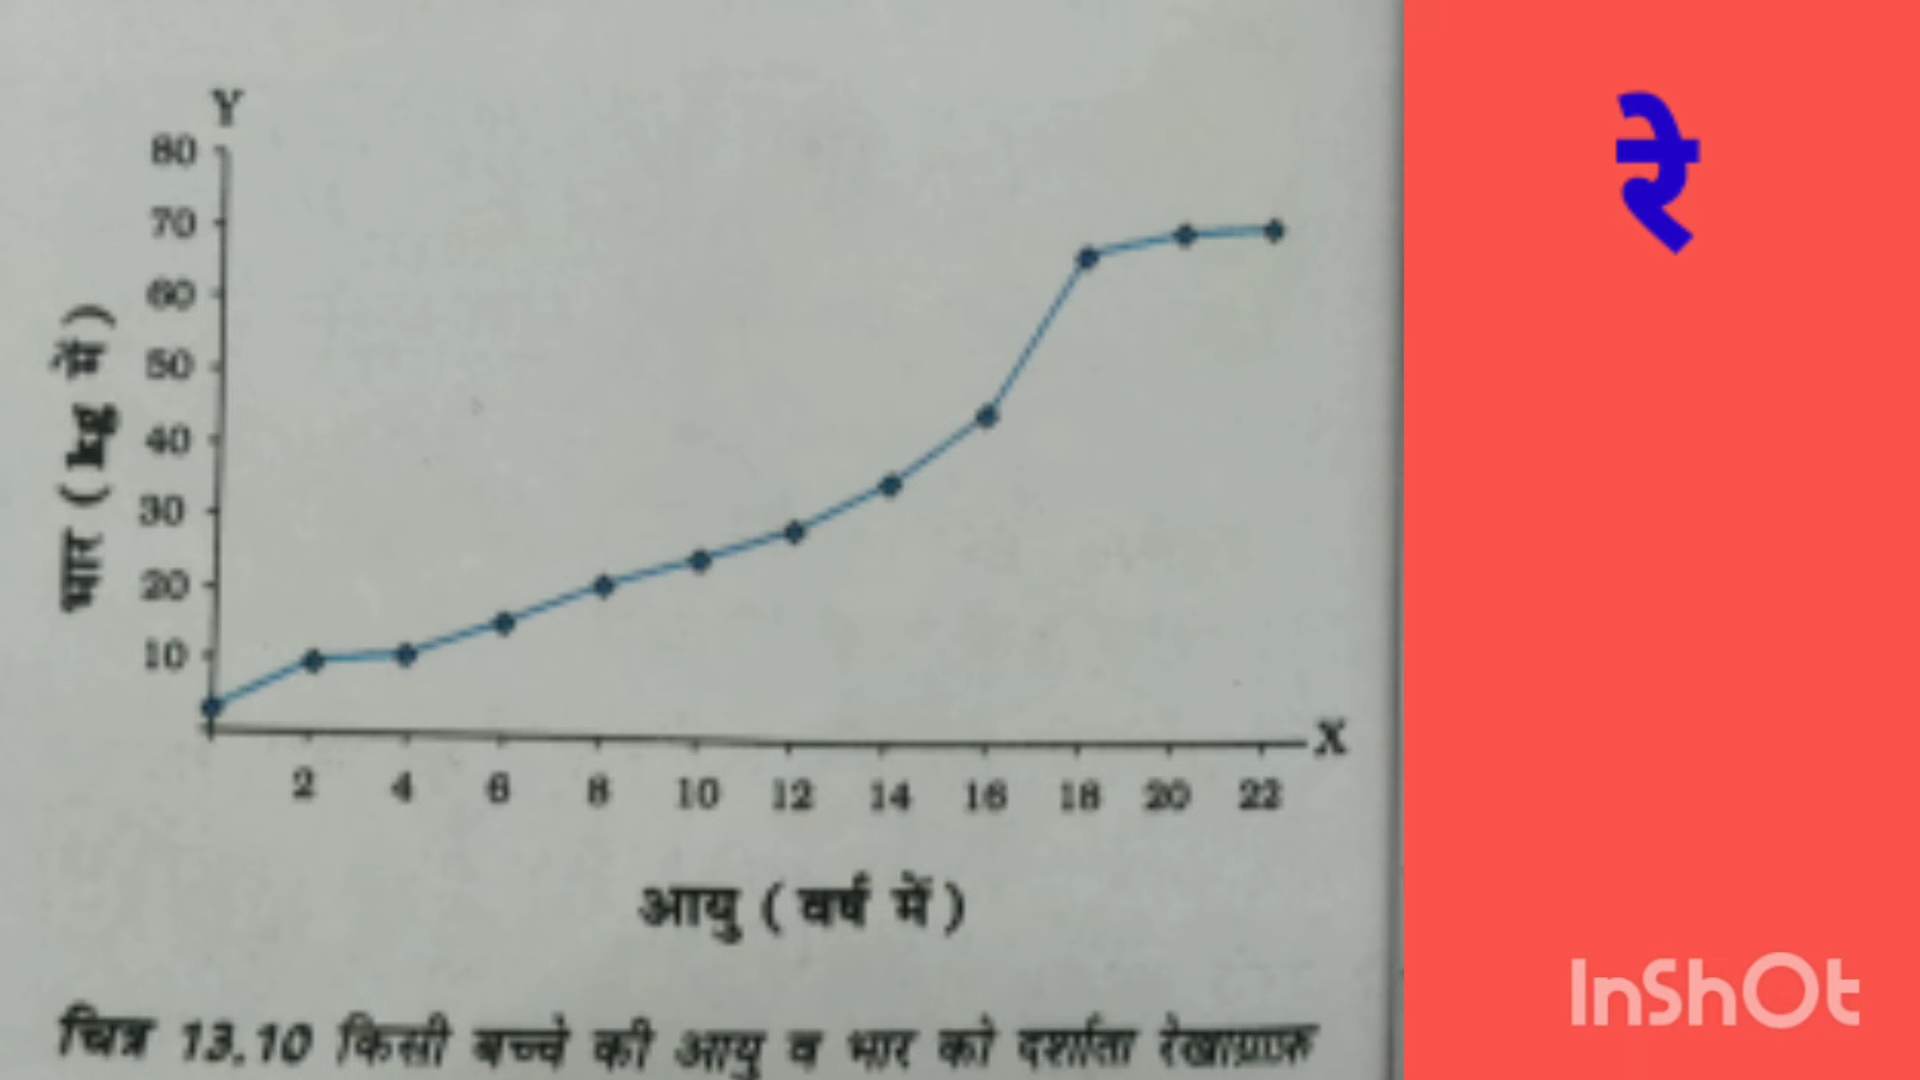 Y
80
70
60
50
40
30
20
10
भार ( kg में )
X
2 4 6 8 10 12 14 16 18 20 22
आयु ( वर्ष में )
चित्र 13.10 किसी बच्चे की आयु व भार को दर्शाता रेखाग्राफ
रे
InShOt